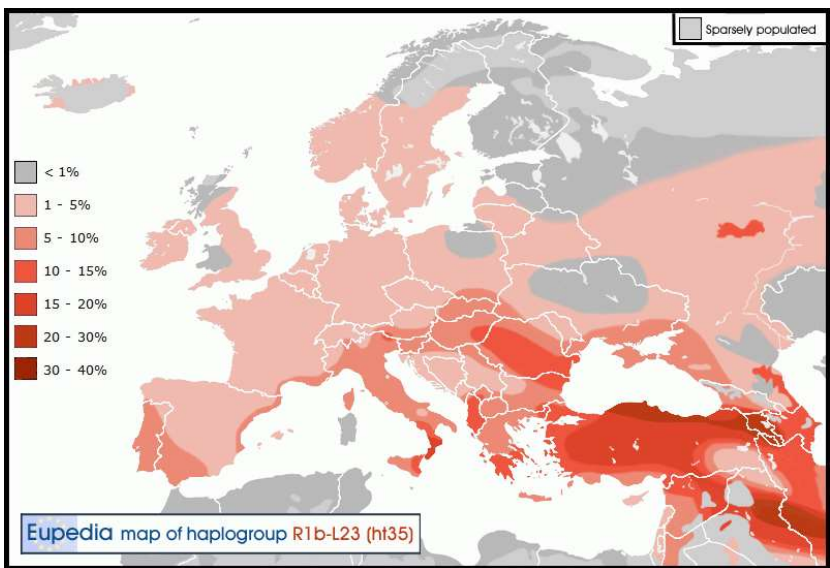 Sparsely populated
< 1%
1 - 5%
5 - 10%
10 - 15%
15 - 20%
20 - 30%
30 - 40%
Eupedia map of haplogroup R1b-L23 (ht35)